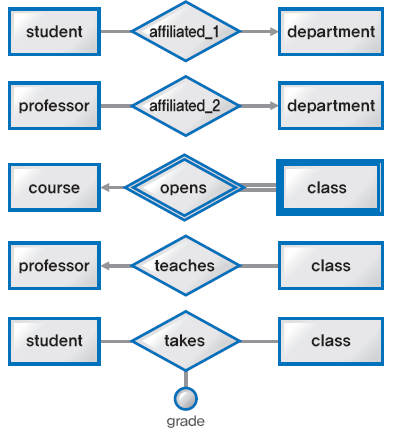 student affiliated_1 department
professor affiliated_2 department
course opens class
professor teaches class
student takes class
grade